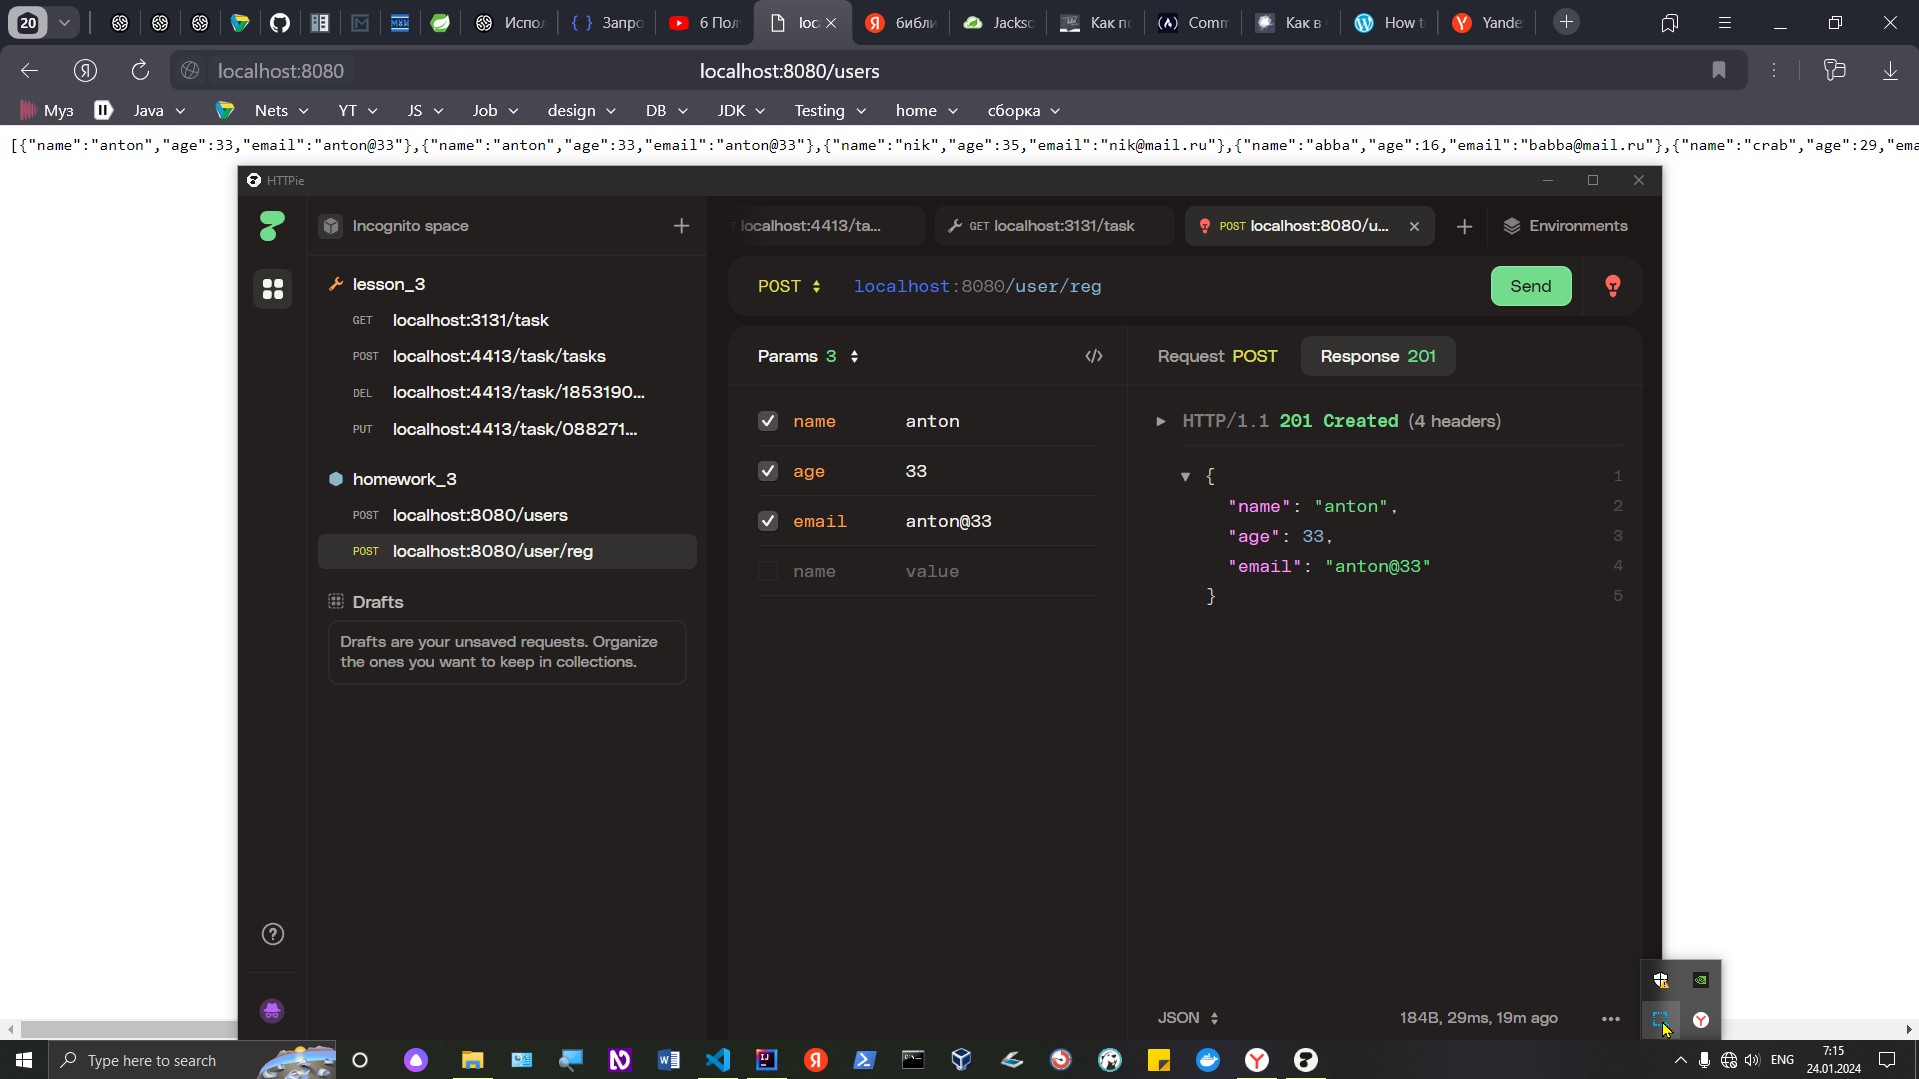 20
Испол
Запро
6 Пол
loc
библи
Jackso
Как пс
Comm
Как в
How t
Yande
localhost:8080
localhost:8080/users
Муз
Java
Nets
YT
JS
Job
design
DB
JDK
Testing
home
сборка
[{"name":"anton","age":33,"email":"anton@33"},{"name":"anton","age":33,"email":"anton@33"},{"name":"nik","age":35,"email":"nik@mail.ru"},{"name":"abba","age":16,"email":"babba@mail.ru"},{"name":"crab","age":29,"ema
HTTPie
Incognito space
localhost:4413/ta...
GET localhost:3131/task
POST localhost:8080/u...
Environments
lesson_3
GET localhost:3131/task
POST localhost:4413/task/tasks
DEL localhost:4413/task/1853190...
PUT localhost:4413/task/088271...
homework_3
POST localhost:8080/users
POST localhost:8080/user/reg
Drafts
Drafts are your unsaved requests. Organize
the ones you want to keep in collections.
POST localhost:8080/user/reg
Send
Params 3
name anton
age 33
email anton@33
name value
Request POST
Response 201
HTTP/1.1 201 Created (4 headers)
{ 1
"name": "anton", 2
"age": 33, 3
"email": "anton@33" 4
} 5
JSON
184B, 29ms, 19m ago
Type here to search
ENG
7:15
24.01.2024